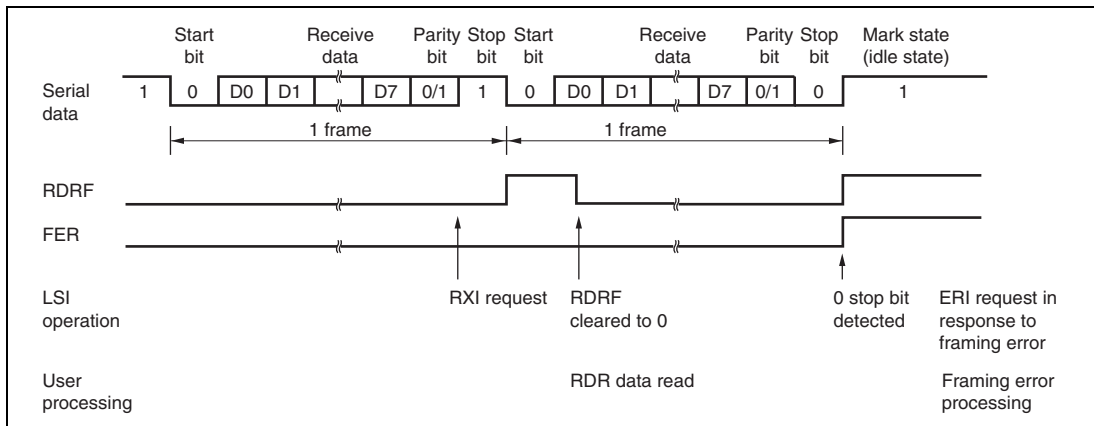 Start bit Receive data Parity bit Stop bit Start bit Receive data Parity bit Stop bit Mark state (idle state)
Serial data 1 0 D0 D1 D7 0/1 1 0 D0 D1 D7 0/1 0 1
1 frame 1 frame
RDRF
FER
LSI operation RXI request RDRF cleared to 0 0 stop bit detected ERI request in response to framing error
User processing RDR data read Framing error processing